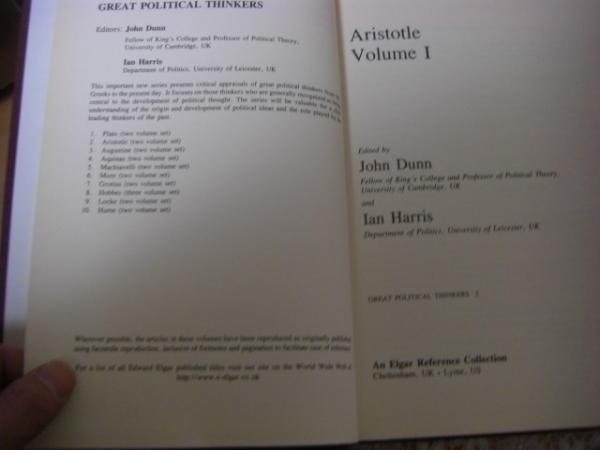 GREAT POLITICAL THINKERS
Editors: John Dunn
Fellow of King's College and Professor of Political Theory,
University of Cambridge, UK
Ian Harris
Department of Politics, University of Leicester, UK
This important new series presents critical appraisals of great political thinkers from the
Greeks to the present day. It focuses on those thinkers who are generally recognized as being
central to the development of political thought. The series will be valuable for a
understanding of the origin and development of political ideas and the role played by the
leading thinkers of the past.
1. Plato (two volume set)
2. Aristotle (two volume set)
3. Augustine (two volume set)
4. Aquinas (two volume set)
5. Machiavelli (two volume set)
6. More (two volume set)
7. Grotius (two volume set)
8. Hobbes (three volume set)
9. Locke (two volume set)
10. Hume (two volume set)
Wherever possible, the articles in these volumes have been reproduced as originally publishe
using facsimile reproduction, inclusive of footnotes and pagination to facilitate ease of referenc
For a list of all Edward Elgar published titles visit our site on the World Wide Web a
http://www.e-elgar.co.uk
Aristotle
Volume I
Edited by
John Dunn
Fellow of King's College and Professor of Political Theory,
University of Cambridge, UK
and
Ian Harris
Department of Politics, University of Leicester, UK
GREAT POLITICAL THINKERS 2
An Elgar Reference Collection
Cheltenham, UK • Lyme, US